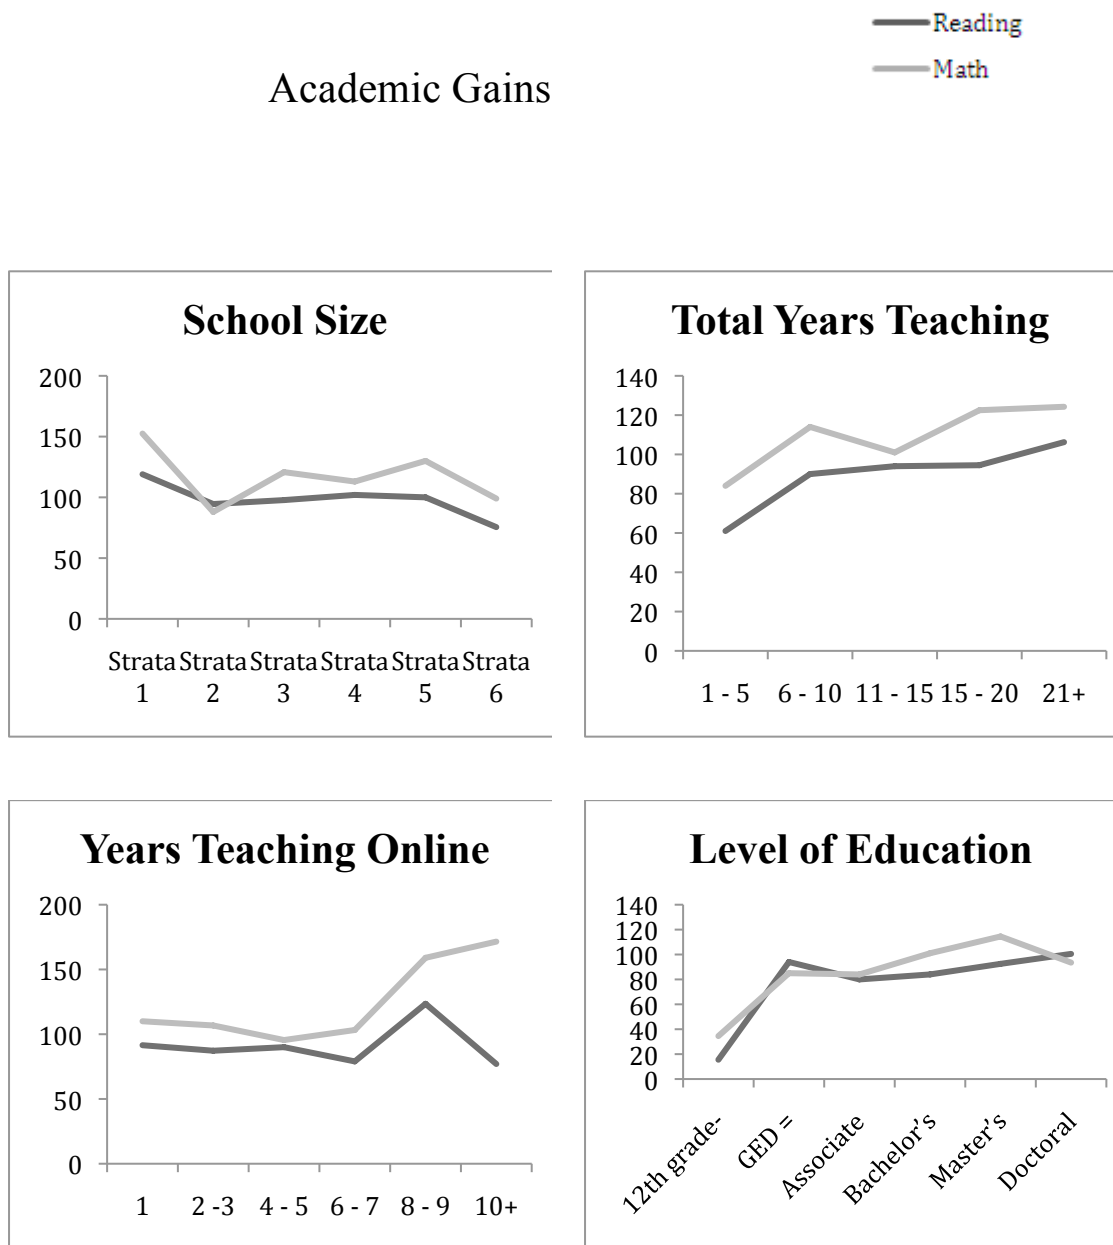 Reading
Math
Academic Gains
School Size
200
150
100
50
0
Strata Strata Strata Strata Strata Strata
1 2 3 4 5 6
Total Years Teaching
140
120
100
80
60
40
20
0
1 - 5 6 - 10 11 - 15 15 - 20 21+
Years Teaching Online
200
150
100
50
0
1 2 -3 4 - 5 6 - 7 8 - 9 10+
Level of Education
140
120
100
80
60
40
20
0
12th grade-
GED =
Associate
Bachelor's
Master's
Doctoral